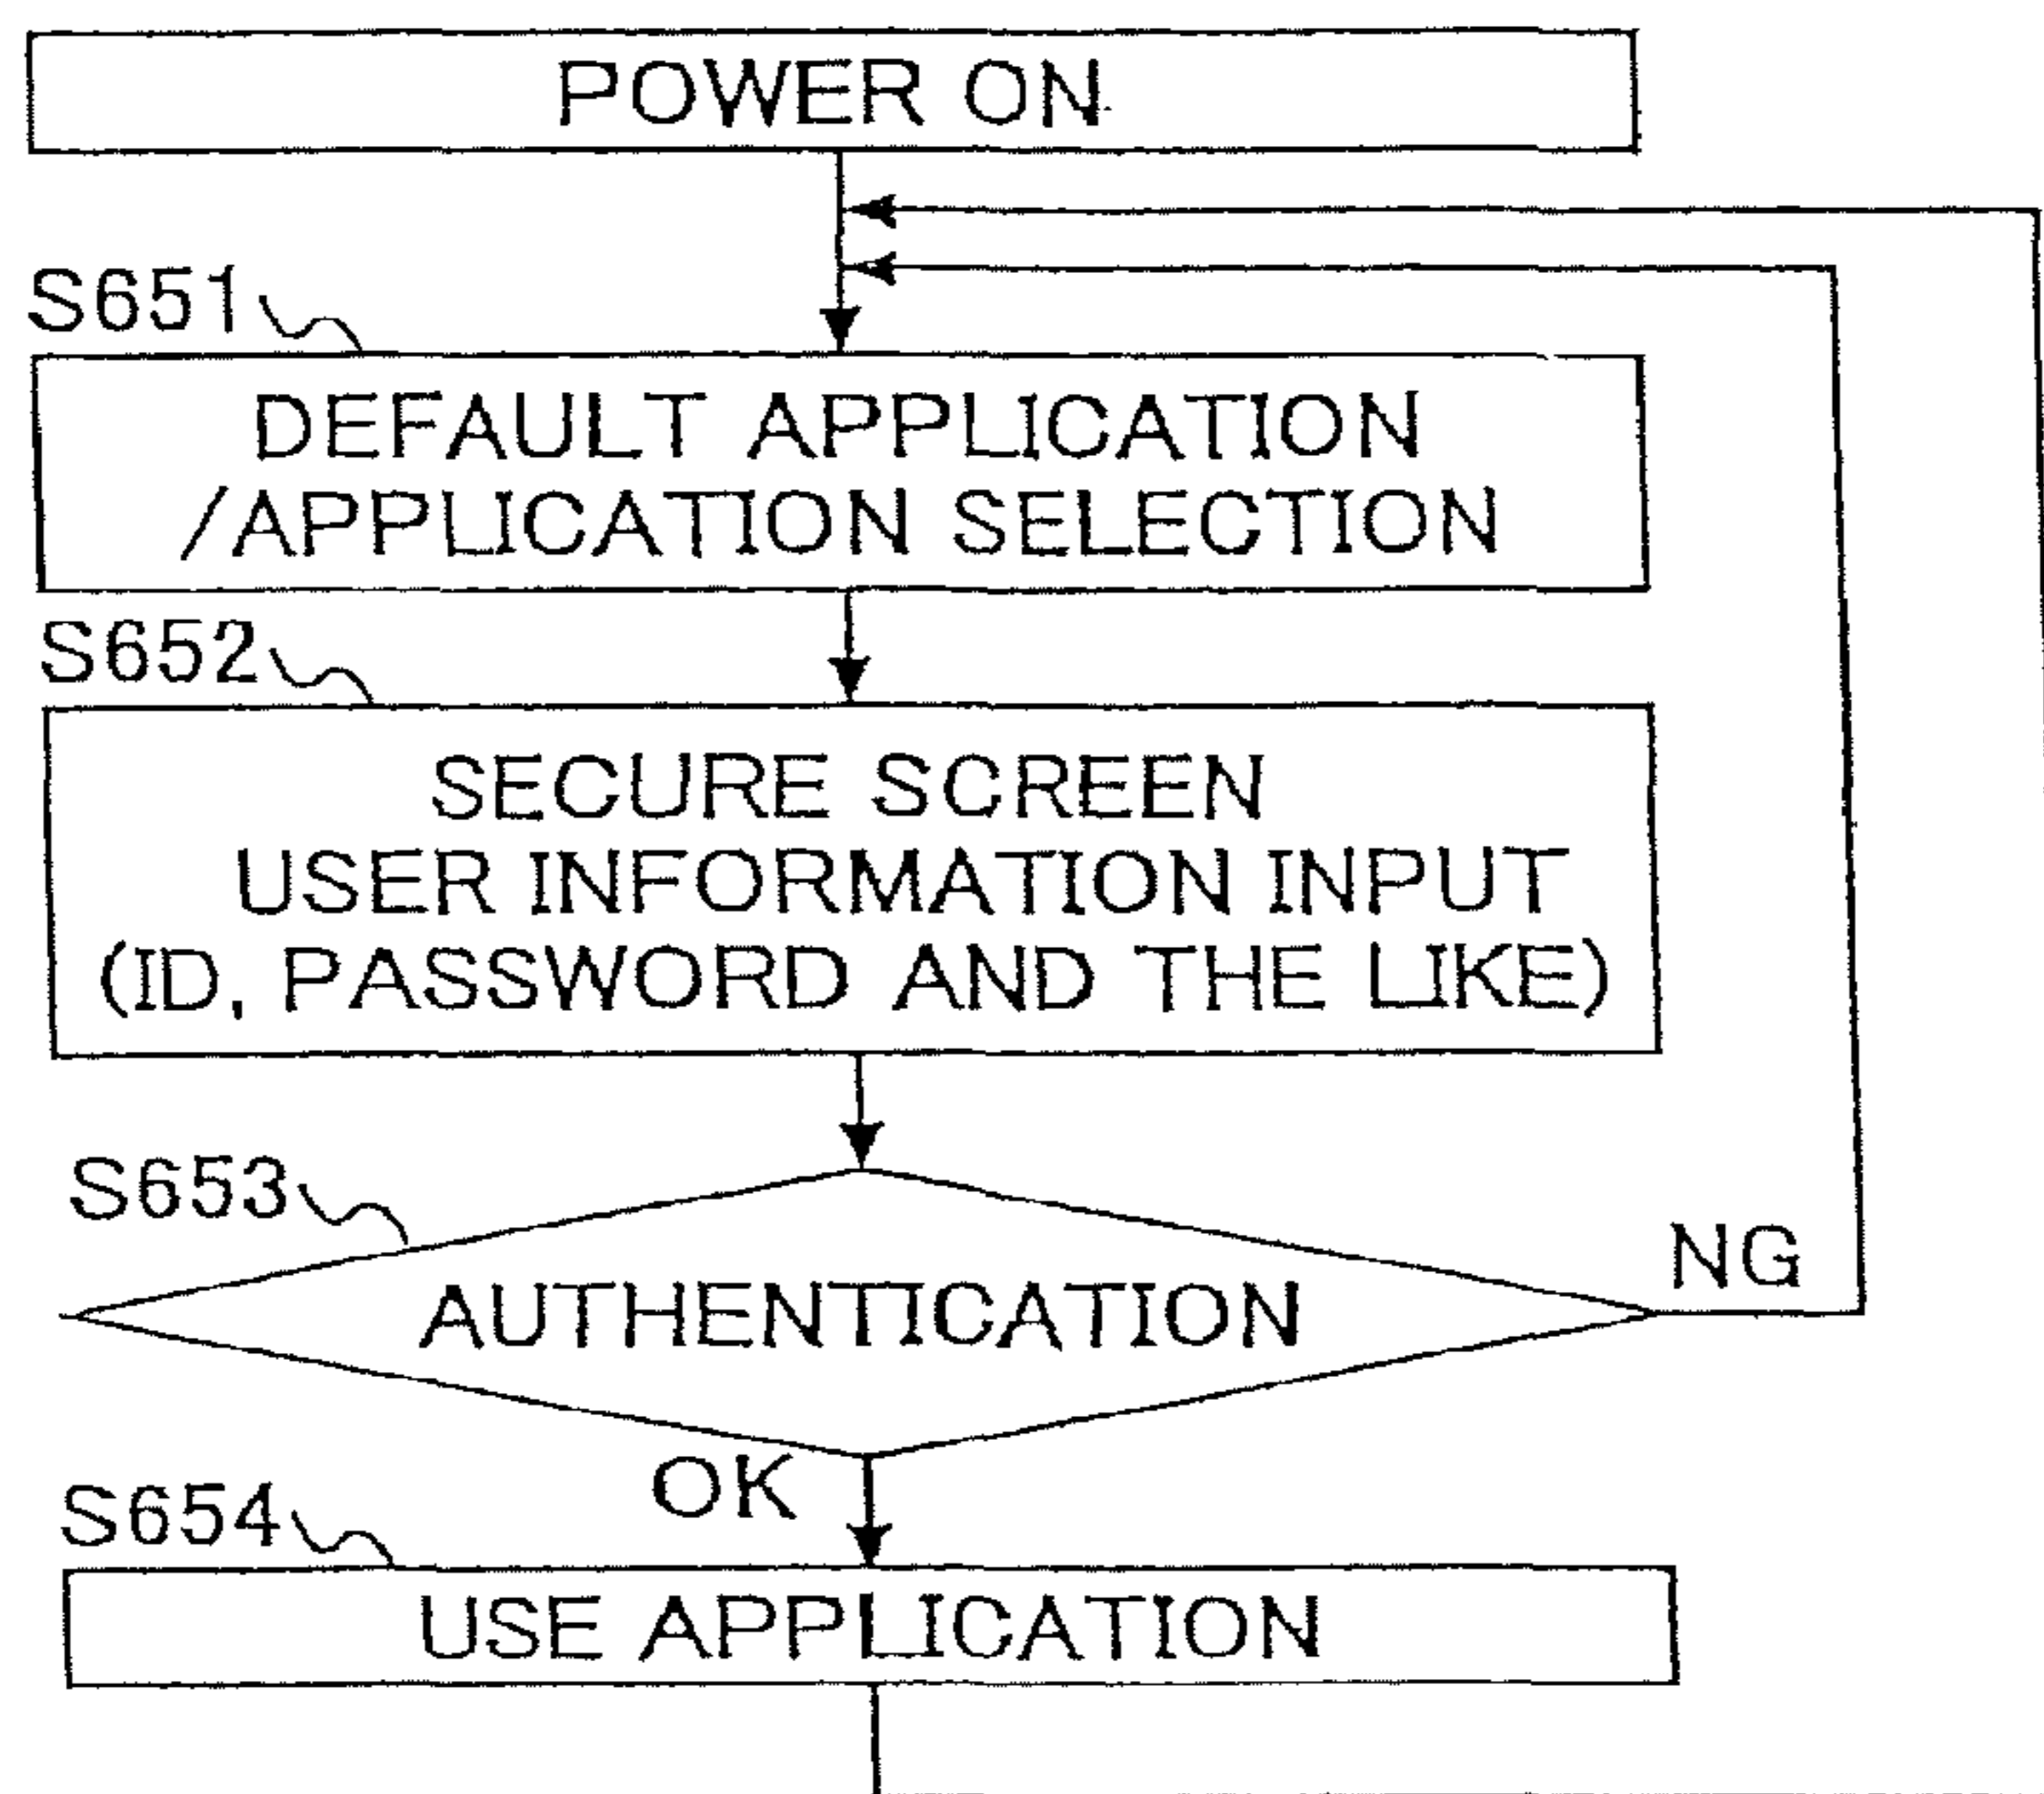 POWER ON
S651
DEFAULT APPLICATION
/APPLICATION SELECTION
S652
SECURE SCREEN
USER INFORMATION INPUT
(ID, PASSWORD AND THE LIKE)
S653
AUTHENTICATION
NG
OK
S654
USE APPLICATION